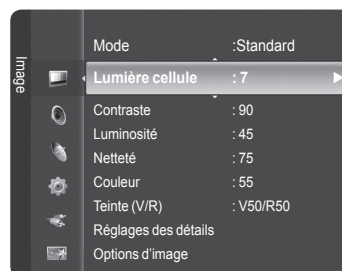 Image
Mode :Standard
Lumière cellule : 7
Contraste : 90
Luminosité : 45
Netteté : 75
Couleur : 55
Teinte (V/R) : V50/R50
Réglages des détails
Options d'image